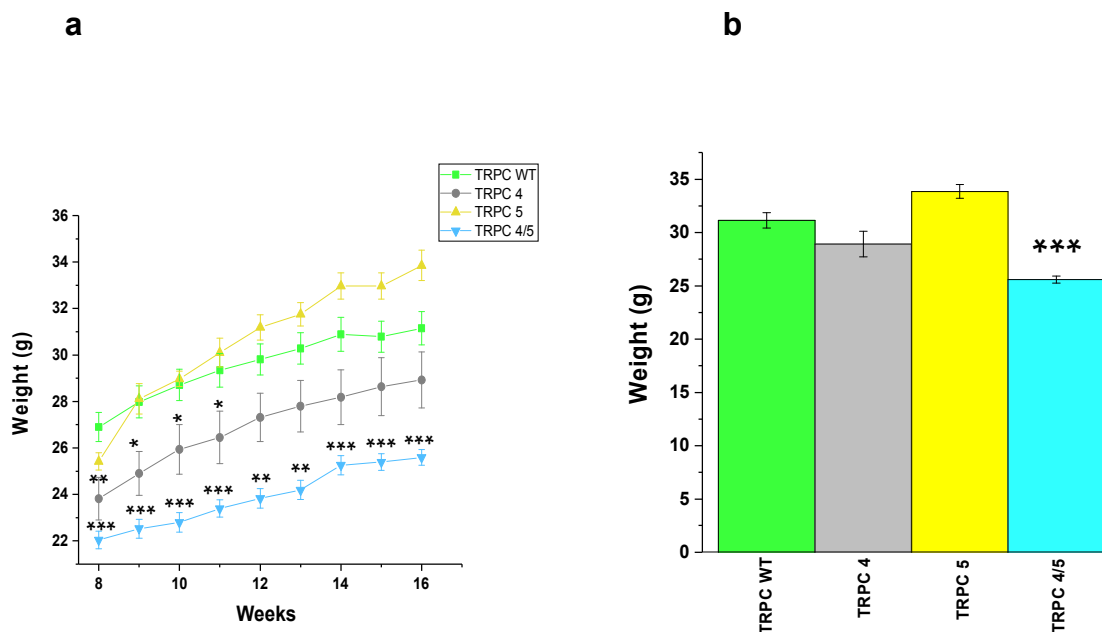 a
b
TRPC WT
TRPC 4
TRPC 5
TRPC 4/5
Weight (g)
36
34
32
30
28
26
24
22
** * * *
*** *** *** *** ** ** *** *** ***
8 10 12 14 16
Weeks
Weight (g)
35
30
25
20
15
10
5
0
***
TRPC WT
TRPC 4
TRPC 5
TRPC 4/5